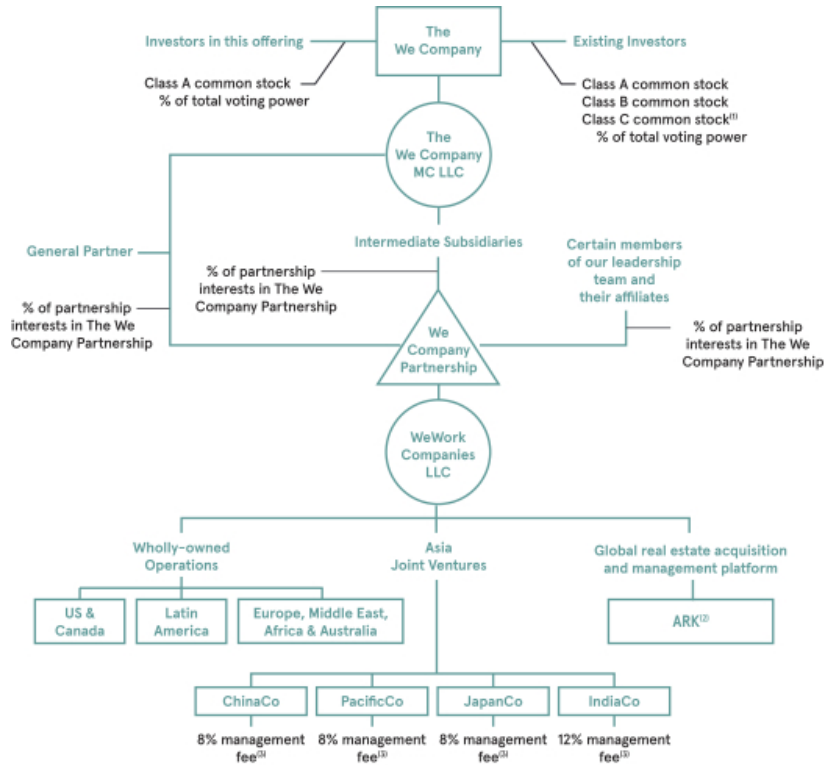 The
We Company
Investors in this offering
Existing Investors
Class A common stock
% of total voting power
Class A common stock
Class B common stock
Class C common stock(1)
% of total voting power
The
We Company
MC LLC
General Partner
Intermediate Subsidiaries
Certain members
of our leadership
team and
their affiliates
% of partnership
interests in The We
Company Partnership
% of partnership
interests in The We
Company Partnership
% of partnership
interests in The We
Company Partnership
We
Company
Partnership
WeWork
Companies
LLC
Wholly-owned
Operations
Asia
Joint Ventures
Global real estate acquisition
and management platform
US &
Canada
Latin
America
Europe, Middle East,
Africa & Australia
ARK(2)
ChinaCo
PacificCo
JapanCo
IndiaCo
8% management
fee(3)
8% management
fee(3)
8% management
fee(3)
12% management
fee(3)